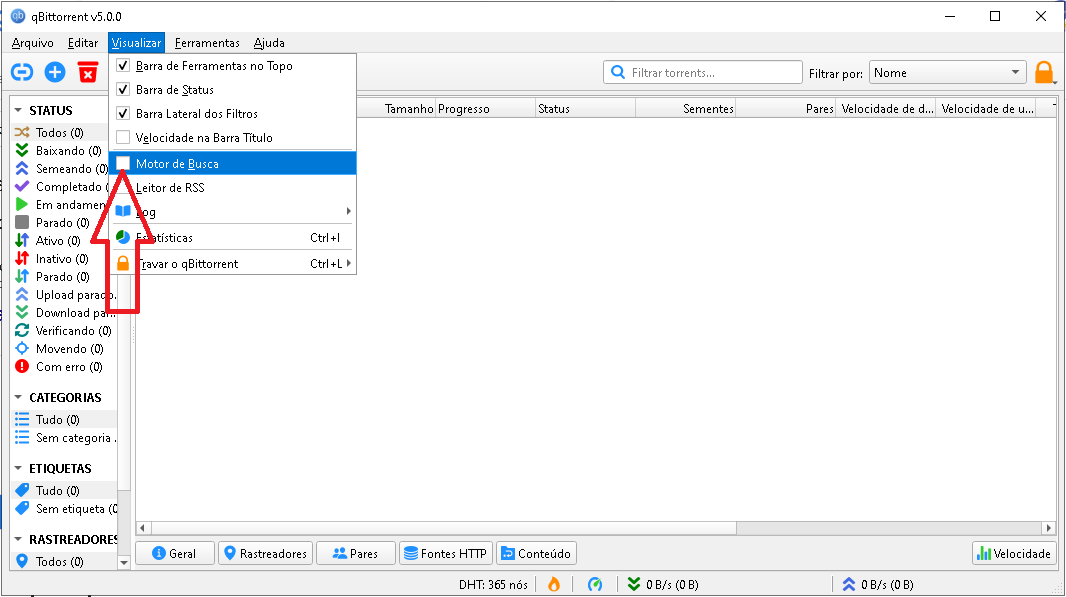 qBittorrent v5.0.0
Arquivo Editar Visualizar Ferramentas Ajuda
Barra de Ferramentas no Topo
Barra de Status
Barra Lateral dos Filtros
Velocidade na Barra Título
Motor de Busca
Leitor de RSS
Log
Estatísticas Ctrl+I
Travar o qBittorrent Ctrl+L
Filtrar torrents...
Filtrar por: Nome
Tamanho Progresso Status Sementes Pares Velocidade de d... Velocidade de u...
STATUS
Todos (0)
Baixando (0)
Semeando (0)
Completado (
Em andamen
Parado (0)
Ativo (0)
Inativo (0)
Parado (0)
Upload parado.
Download par...
Verificando (0)
Movendo (0)
Com erro (0)
CATEGORIAS
Tudo (0)
Sem categoria .
ETIQUETAS
Tudo (0)
Sem etiqueta (0
RASTREADORES
Todos (0)
Geral Rastreadores Pares Fontes HTTP Conteúdo Velocidade
DHT: 365 nós 0 B/s (0 B) 0 B/s (0 B)